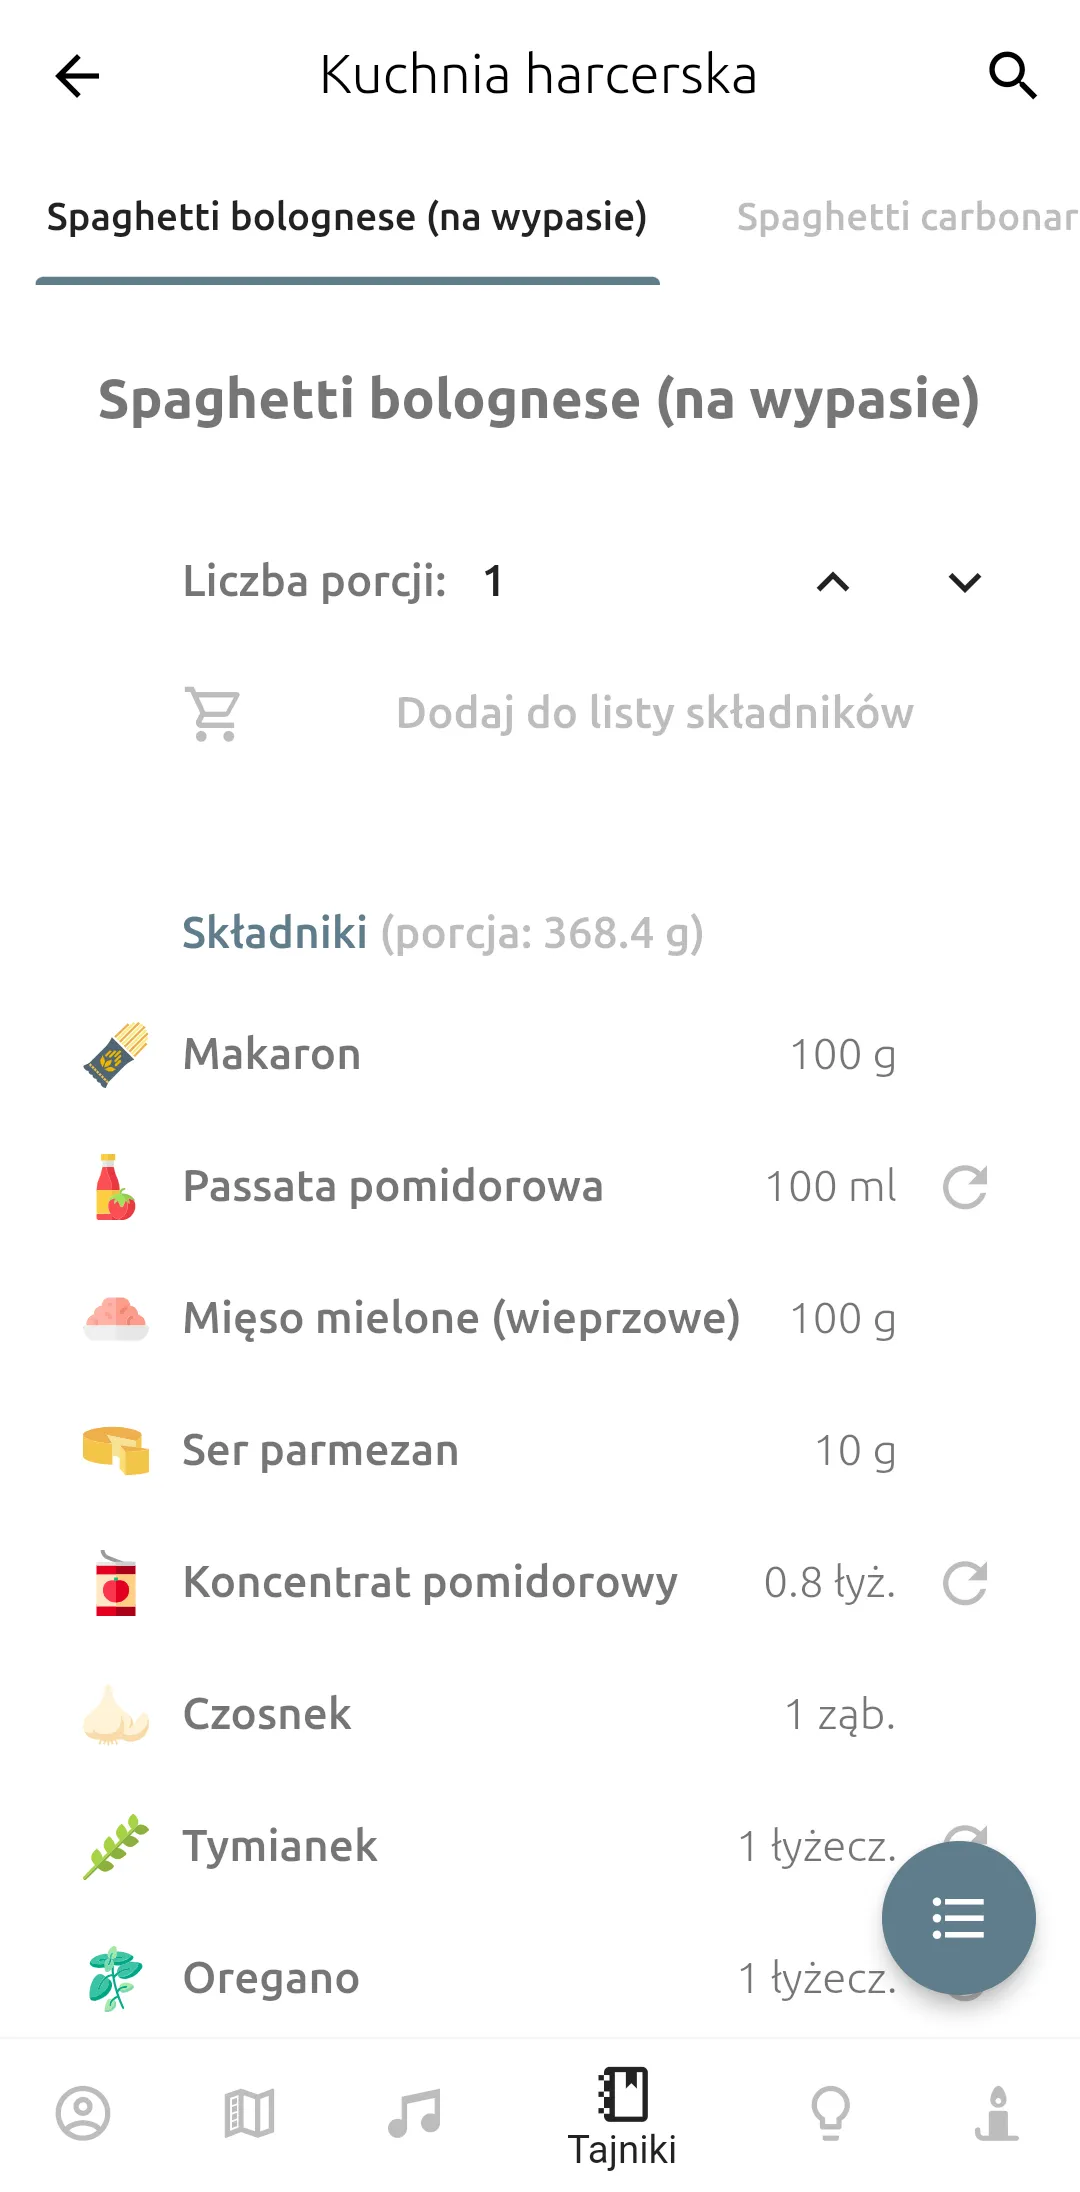 Kuchnia harcerska
Spaghetti bolognese (na wypasie) Spaghetti carbonar
Spaghetti bolognese (na wypasie)
Liczba porcji: 1
Dodaj do listy składników
Składniki (porcja: 368.4 g)
Makaron 100 g
Passata pomidorowa 100 ml
Mięso mielone (wieprzowe) 100 g
Ser parmezan 10 g
Koncentrat pomidorowy 0.8 łyż.
Czosnek 1 ząb.
Tymianek 1 łyżecz.
Oregano 1 łyżecz.
Tajniki